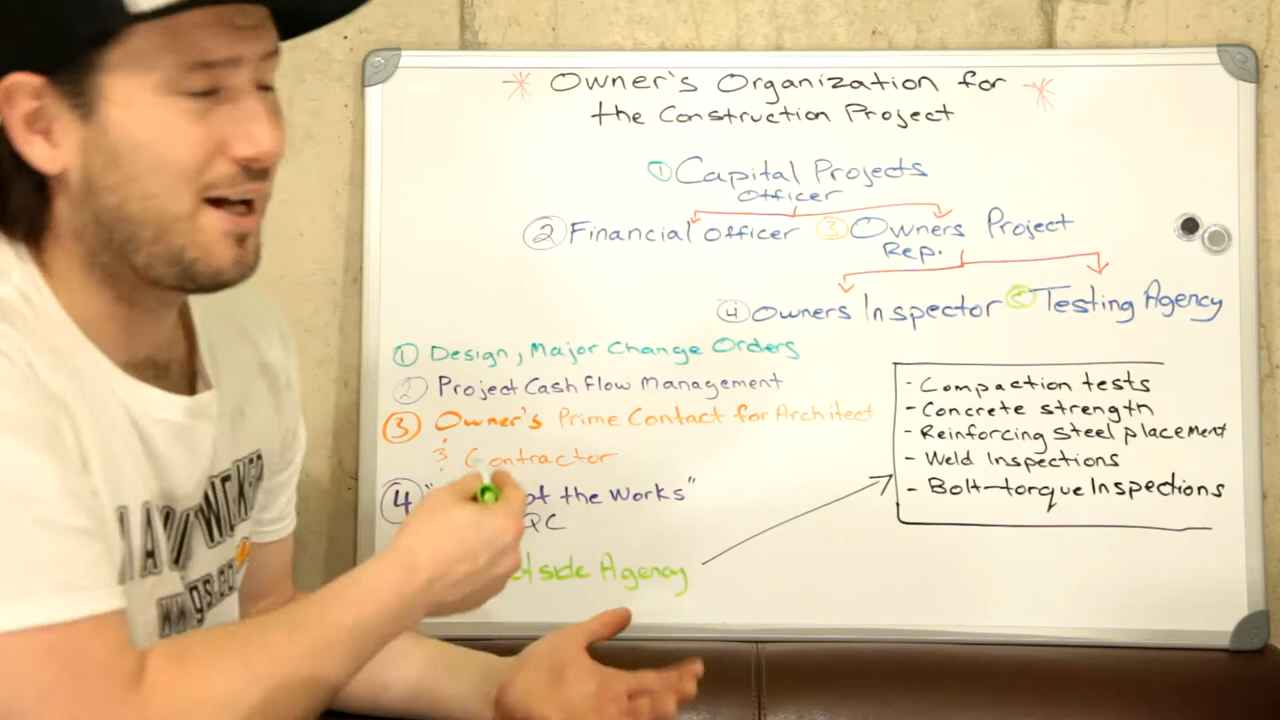 * Owner's Organization for *
the Construction Project
① Capital Projects
Officer
② Financial Officer ③ Owners Project
Rep.
④ Owners Inspector ⑤ Testing Agency
① Design, Major Change Orders
② Project Cash Flow Management
③ Owner's Prime Contact for Architect
& Contractor
④ " of the Works"
QC
Agency
- Compaction tests
- Concrete strength
- Reinforcing steel placement
- Weld Inspections
- Bolt-torque Inspections